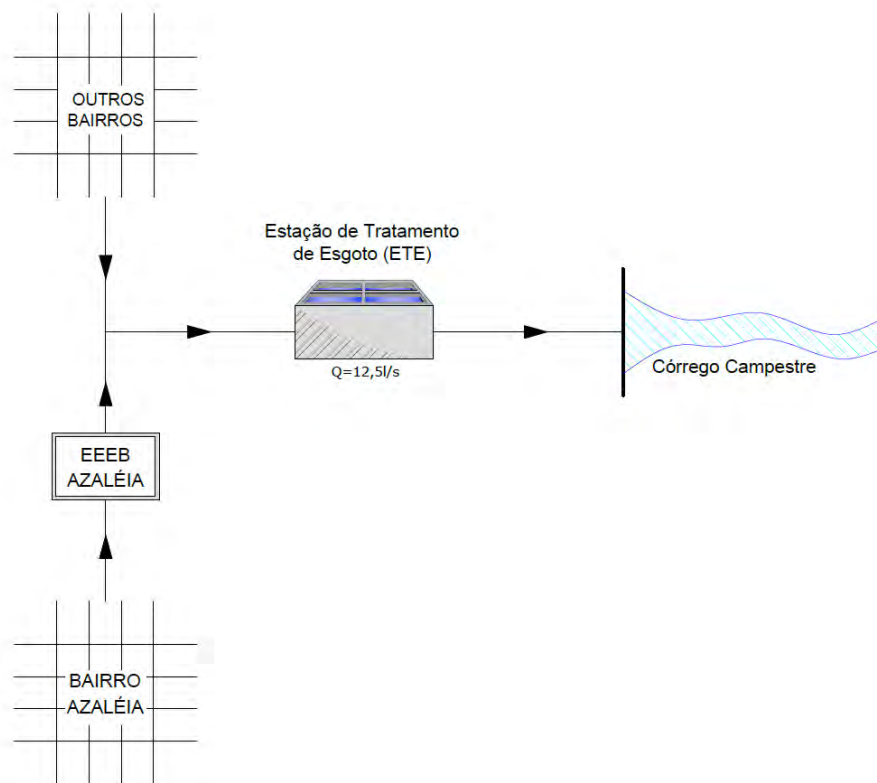 OUTROS
BAIRROS
Estação de Tratamento
de Esgoto (ETE)
Q=12,5l/s
Córrego Campestre
EEEB
AZALÉIA
BAIRRO
AZALÉIA